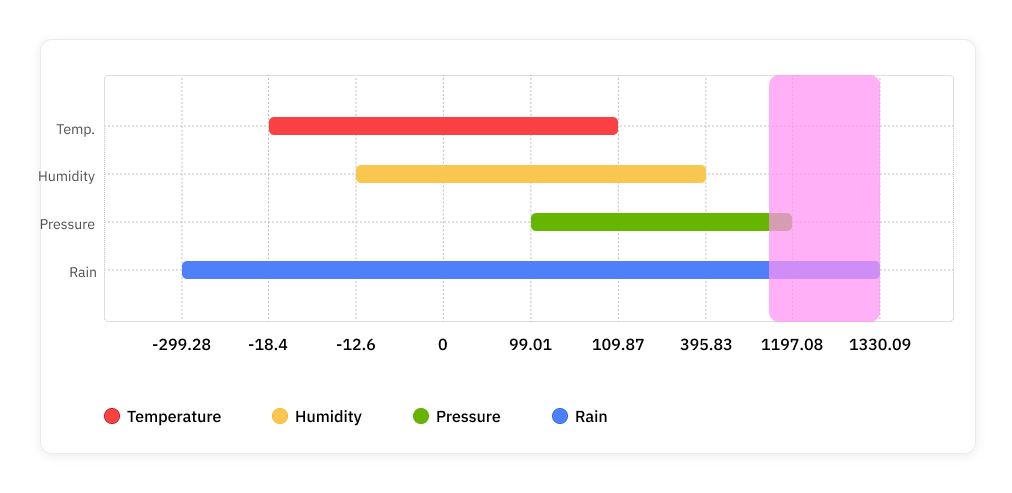 Temp.
Humidity
Pressure
Rain
-299.28 -18.4 -12.6 0 99.01 109.87 395.83 1197.08 1330.09
Temperature Humidity Pressure Rain